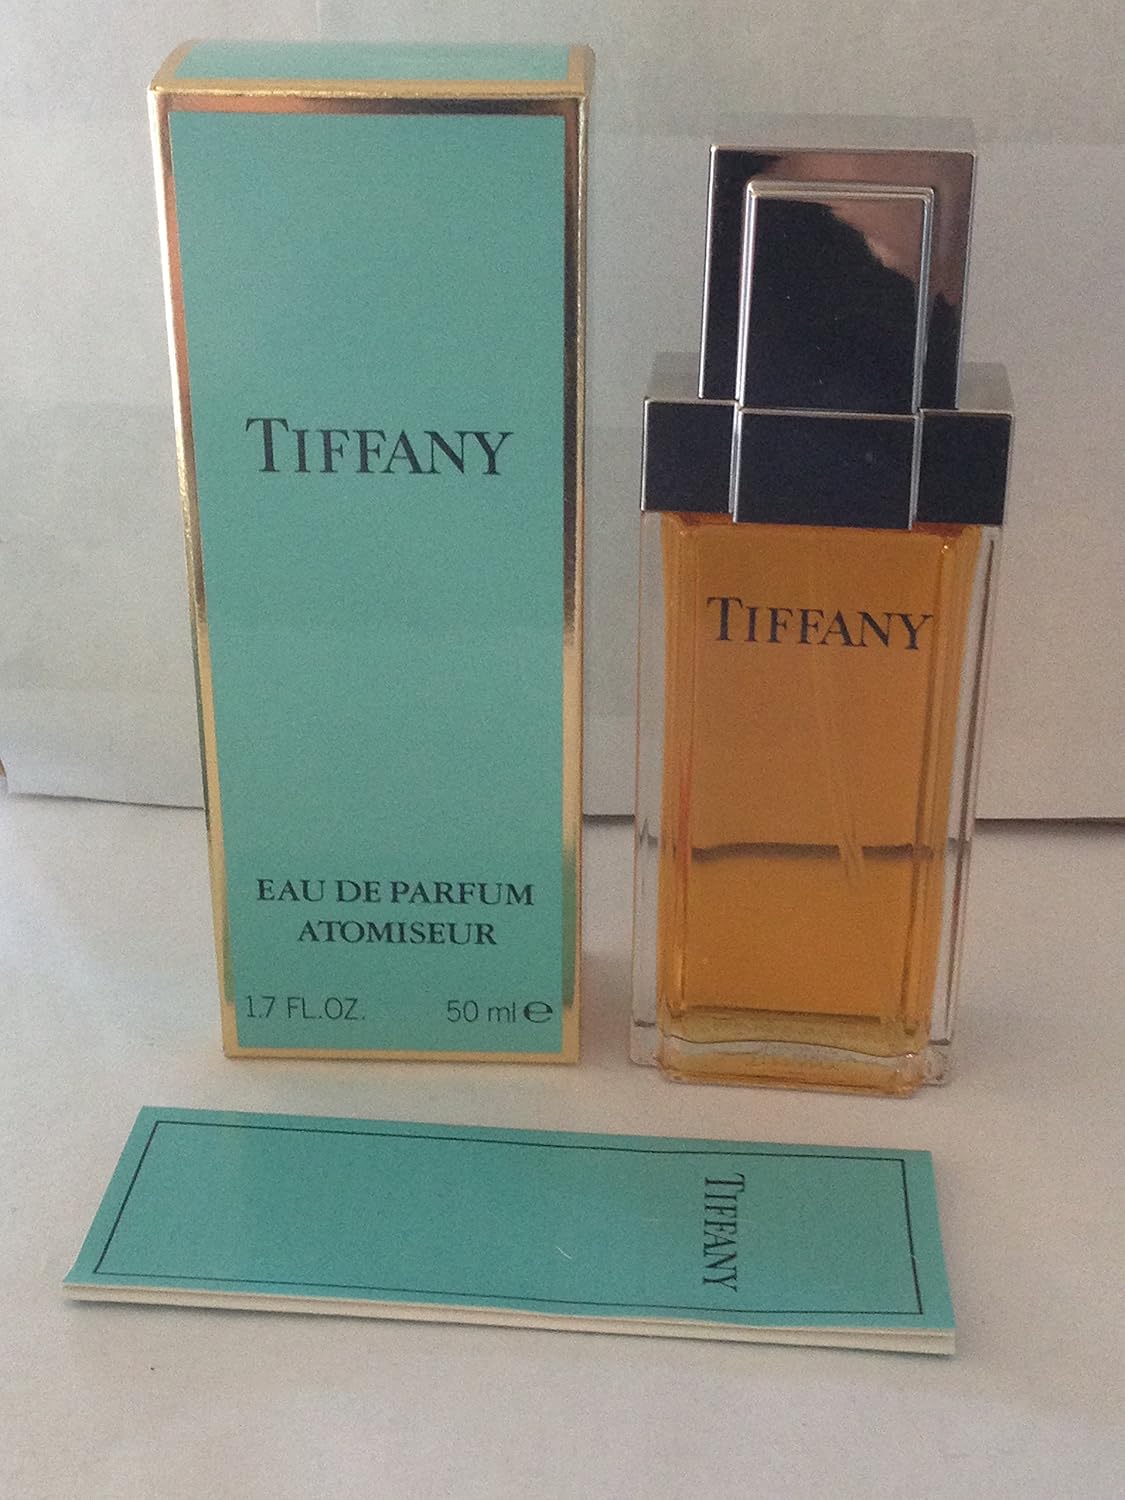 TIFFANY
EAU DE PARFUM
ATOMISEUR
1.7 FL.OZ. 50 ml ℮
TIFFANY
TIFFANY